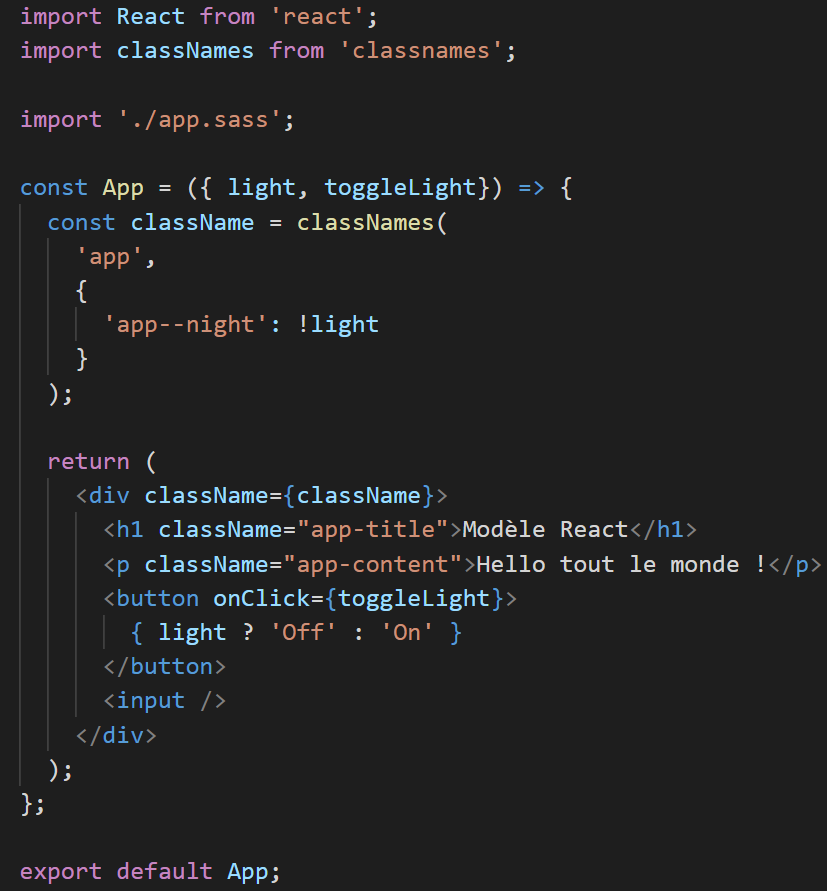 import React from 'react';
import classNames from 'classnames';

import './app.sass';

const App = ({ light, toggleLight}) => {
  const className = classNames(
    'app',
    {
      'app--night': !light
    }
  );

  return (
    <div className={className}>
      <h1 className="app-title">Modèle React</h1>
      <p className="app-content">Hello tout le monde !</p>
      <button onClick={toggleLight}>
        { light ? 'Off' : 'On' }
      </button>
      <input />
    </div>
  );
};

export default App;